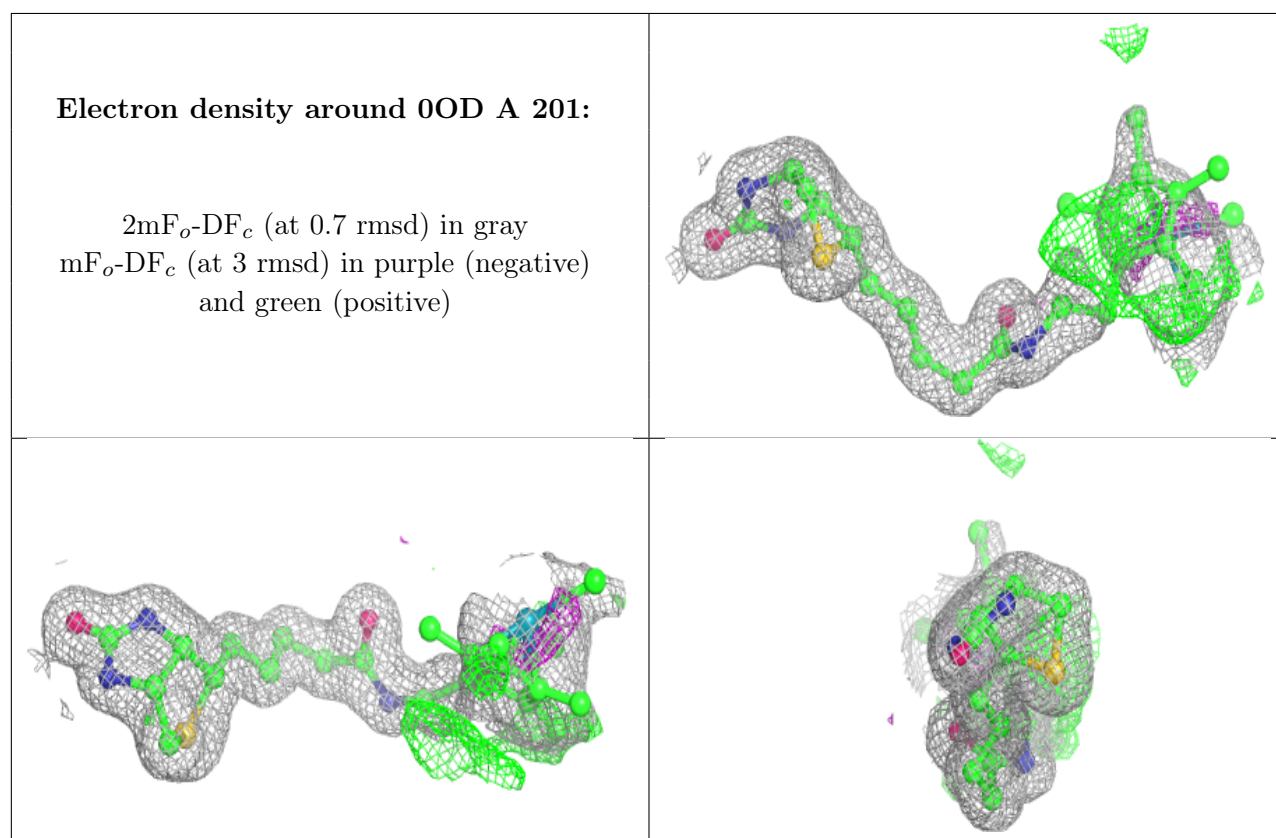 Electron density around 0OD A 201:
2mFₒ-DF𝒸 (at 0.7 rmsd) in gray
mFₒ-DF𝒸 (at 3 rmsd) in purple (negative)
and green (positive)